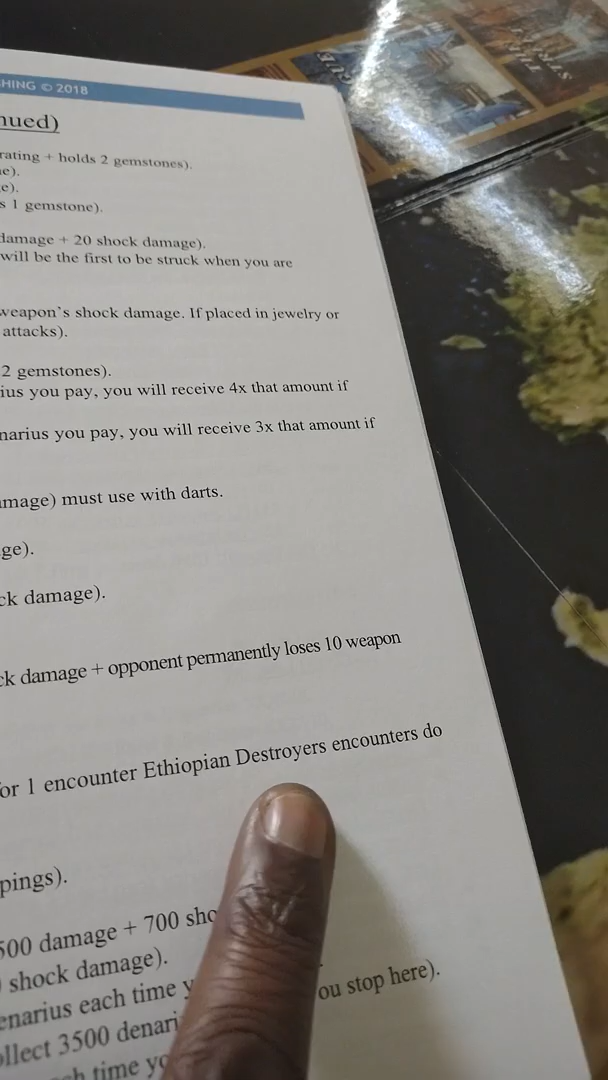 HING © 2018
nued)
rating + holds 2 gemstones).
e).
e).
s 1 gemstone).
damage + 20 shock damage).
will be the first to be struck when you are
weapon's shock damage. If placed in jewelry or
attacks).
2 gemstones).
ius you pay, you will receive 4x that amount if
narius you pay, you will receive 3x that amount if
mage) must use with darts.
ge).
ck damage).
ck damage + opponent permanently loses 10 weapon
or 1 encounter Ethiopian Destroyers encounters do
pings).
500 damage + 700 sho
shock damage).
enarius each time y ou stop here).
ollect 3500 denari
ch time yo